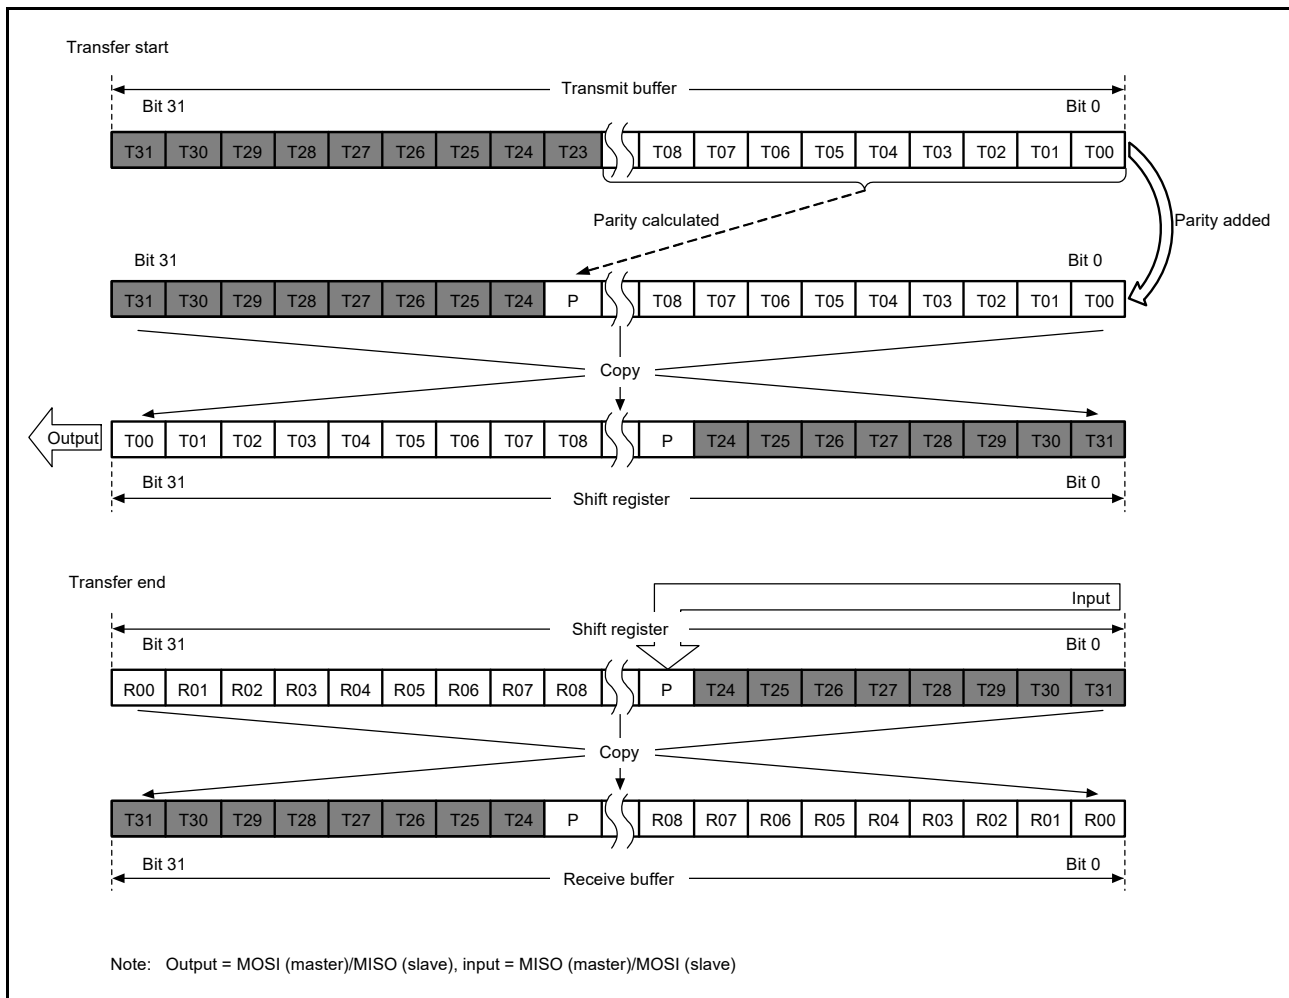 Transfer start
Transmit buffer
Bit 31 Bit 0
T31 T30 T29 T28 T27 T26 T25 T24 T23 T08 T07 T06 T05 T04 T03 T02 T01 T00
Parity calculated Parity added
Bit 31 Bit 0
T31 T30 T29 T28 T27 T26 T25 T24 P T08 T07 T06 T05 T04 T03 T02 T01 T00
Copy
Output T00 T01 T02 T03 T04 T05 T06 T07 T08 P T24 T25 T26 T27 T28 T29 T30 T31
Bit 31 Bit 0
Shift register
Transfer end
Input
Shift register
Bit 31 Bit 0
R00 R01 R02 R03 R04 R05 R06 R07 R08 P T24 T25 T26 T27 T28 T29 T30 T31
Copy
T31 T30 T29 T28 T27 T26 T25 T24 P R08 R07 R06 R05 R04 R03 R02 R01 R00
Bit 31 Bit 0
Receive buffer
Note: Output = MOSI (master)/MISO (slave), input = MISO (master)/MOSI (slave)